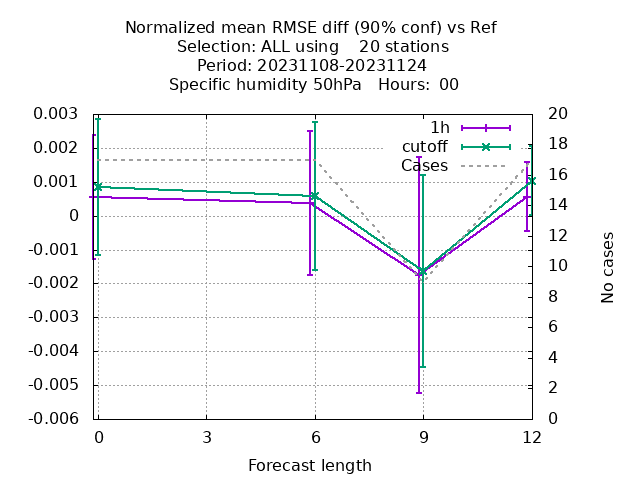 Normalized mean RMSE diff (90% conf) vs Ref
Selection: ALL using 20 stations
Period: 20231108-20231124
Specific humidity 50hPa Hours: 00
0.003
0.002
0.001
0
-0.001
-0.002
-0.003
-0.004
-0.005
-0.006
1h
cutoff
Cases
20
18
16
14
12
10
8
6
4
2
0
No cases
0 3 6 9 12
Forecast length